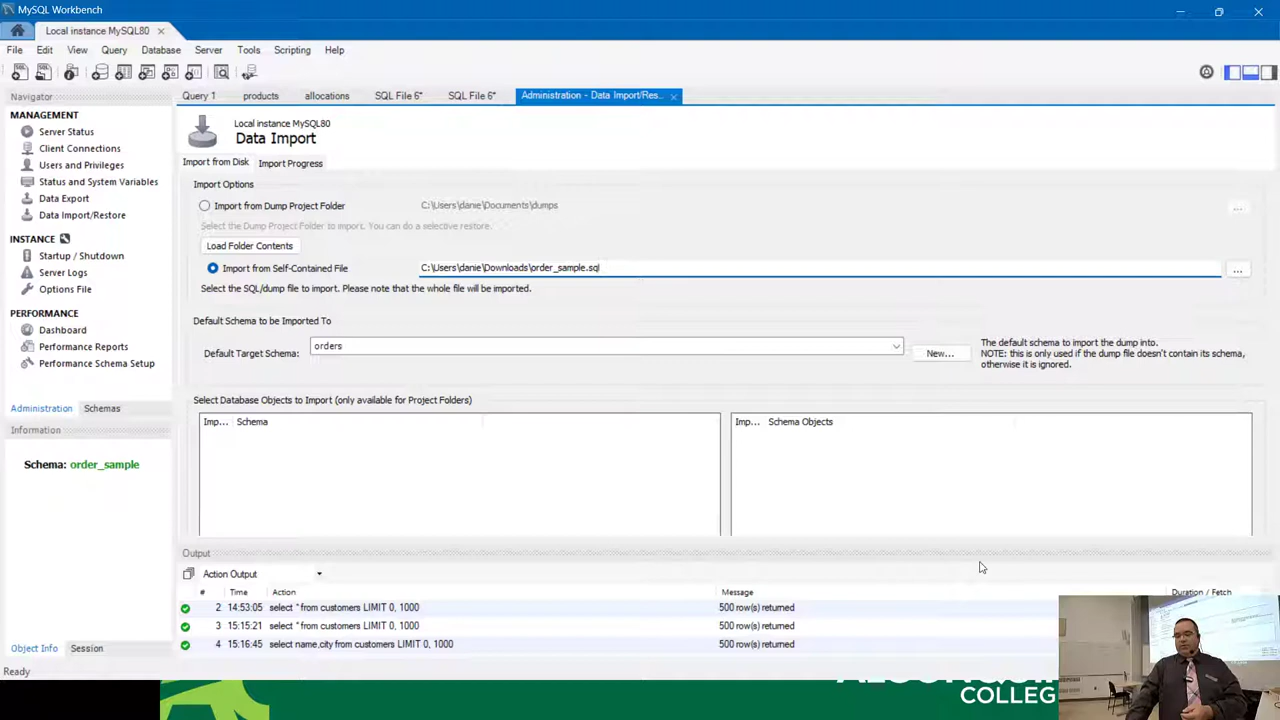 MySQL Workbench
Local instance MySQL80
File Edit View Query Database Server Tools Scripting Help
Navigator
MANAGEMENT
Server Status
Client Connections
Users and Privileges
Status and System Variables
Data Export
Data Import/Restore
INSTANCE
Startup / Shutdown
Server Logs
Options File
PERFORMANCE
Dashboard
Performance Reports
Performance Schema Setup
Administration Schemas
Information
Schema: order_sample
Object Info Session
Ready
Query 1 products allocations SQL File 6* SQL File 6* Administration - Data Import/Res..
Local instance MySQL80
Data Import
Import from Disk Import Progress
Import Options
Import from Dump Project Folder C:\Users\danie\Documents\dumps ...
Select the Dump Project Folder to import. You can do a selective restore.
Load Folder Contents
Import from Self-Contained File C:\Users\danie\Downloads\order_sample.sql ...
Select the SQL/dump file to import. Please note that the whole file will be imported.
Default Schema to be Imported To
Default Target Schema: orders New...
The default schema to import the dump into.
NOTE: this is only used if the dump file doesn't contain its schema,
otherwise it is ignored.
Select Database Objects to Import (only available for Project Folders)
Imp... Schema
Imp... Schema Objects
Output
Action Output
# Time Action Message Duration / Fetch
2 14:53:05 select * from customers LIMIT 0, 1000 500 row(s) returned
3 15:15:21 select * from customers LIMIT 0, 1000 500 row(s) returned
4 15:16:45 select name,city from customers LIMIT 0, 1000 500 row(s) returned
COLLEG